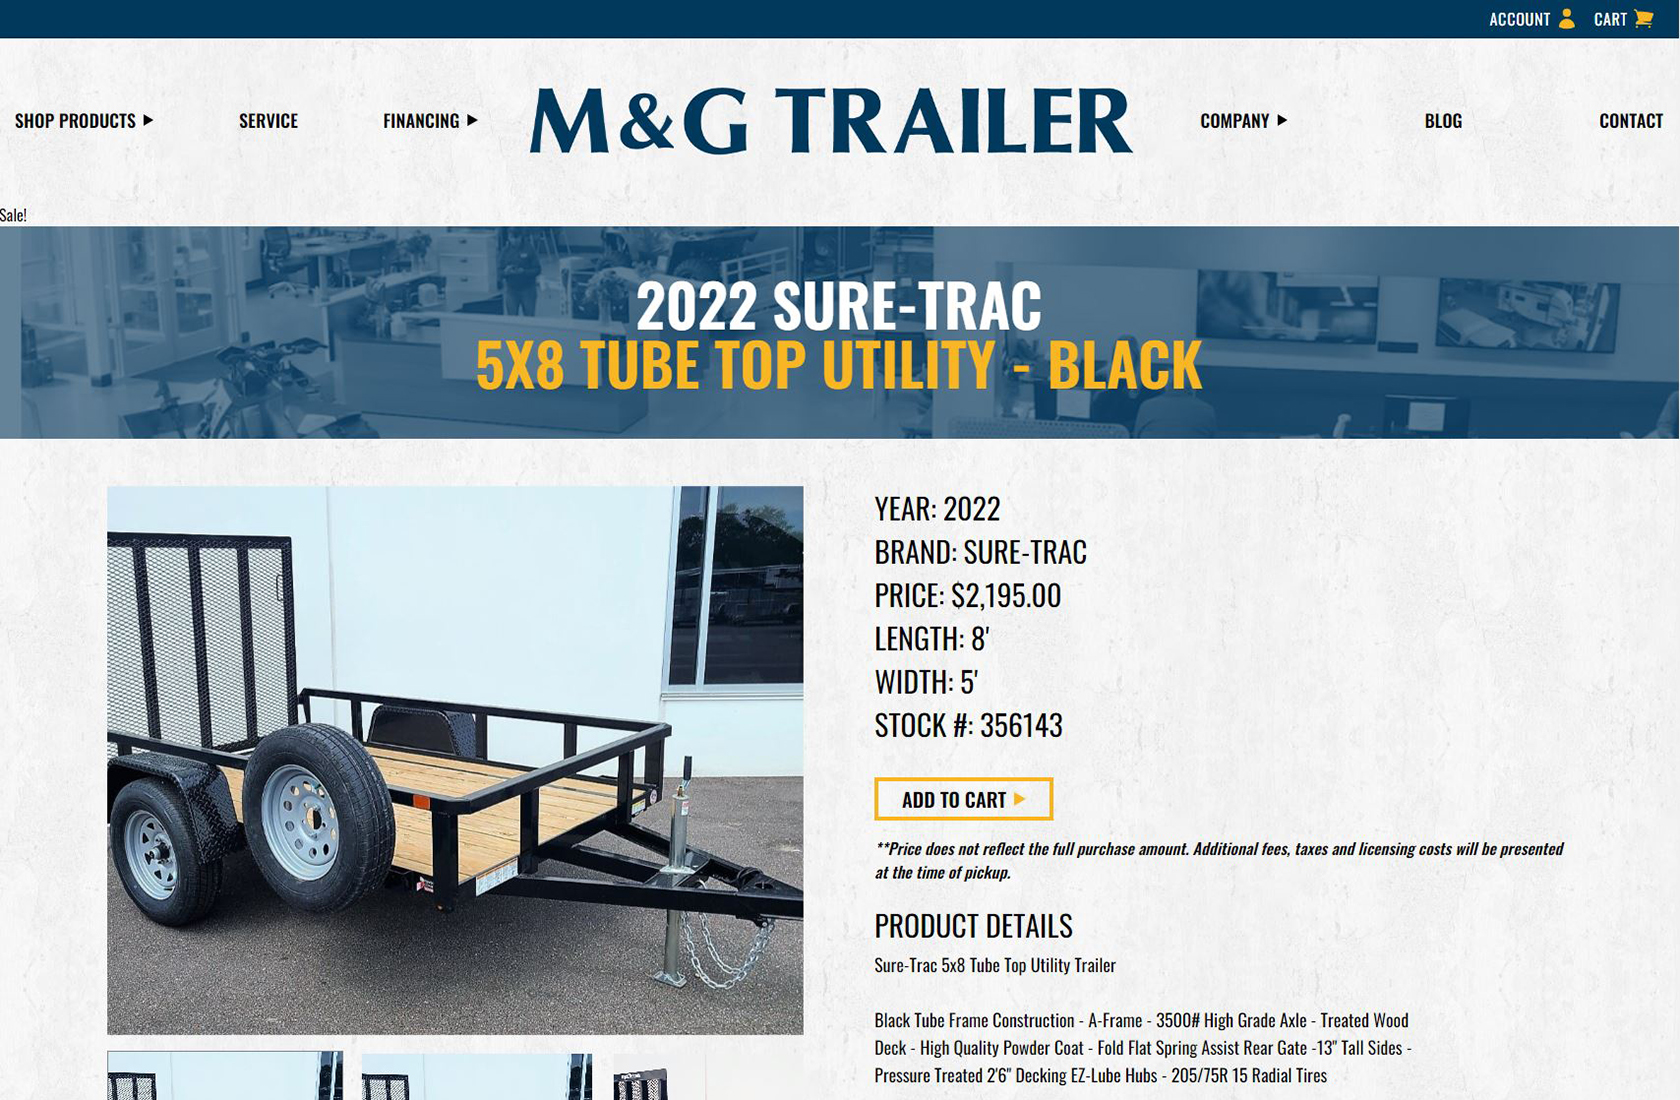 ACCOUNT CART
SHOP PRODUCTS SERVICE FINANCING M&G TRAILER COMPANY BLOG CONTACT
Sale!
2022 SURE-TRAC
5X8 TUBE TOP UTILITY - BLACK
YEAR: 2022
BRAND: SURE-TRAC
PRICE: $2,195.00
LENGTH: 8'
WIDTH: 5'
STOCK #: 356143
ADD TO CART
**Price does not reflect the full purchase amount. Additional fees, taxes and licensing costs will be presented
at the time of pickup.
PRODUCT DETAILS
Sure-Trac 5x8 Tube Top Utility Trailer
Black Tube Frame Construction - A-Frame - 3500# High Grade Axle - Treated Wood
Deck - High Quality Powder Coat - Fold Flat Spring Assist Rear Gate -13" Tall Sides -
Pressure Treated 2'6" Decking EZ-Lube Hubs - 205/75R 15 Radial Tires